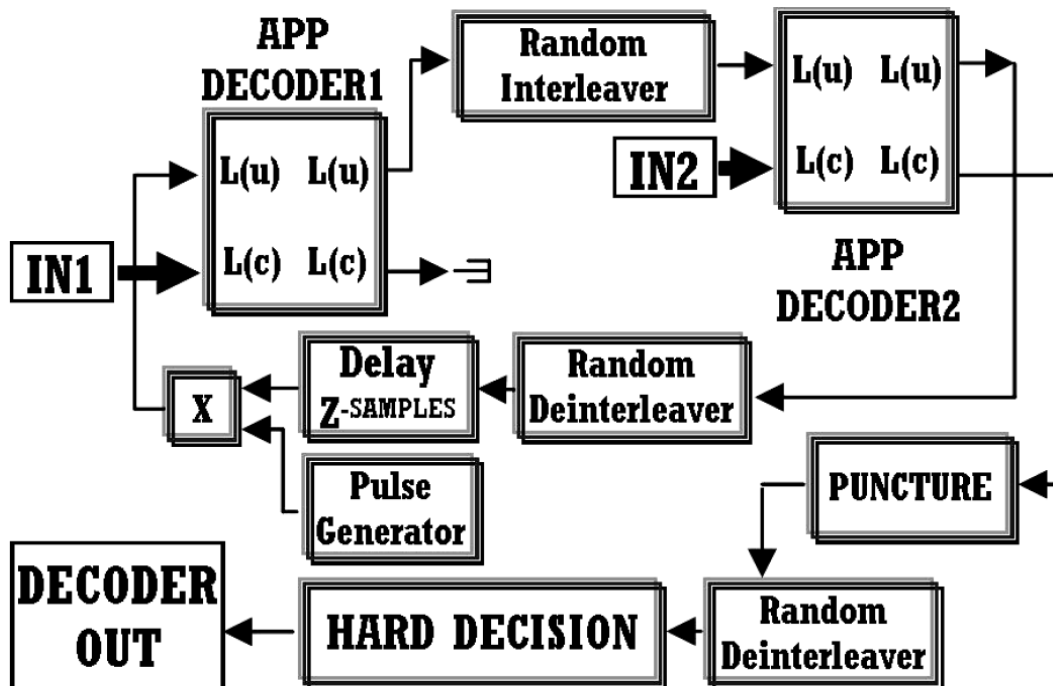 APP
DECODER1
Random
Interleaver
L(u) L(u)
L(c) L(c)
IN2
L(u) L(u)
L(c) L(c)
IN1
APP
DECODER2
Delay
Z-SAMPLES
Random
Deinterleaver
X
Pulse
Generator
PUNCTURE
DECODER
OUT
HARD DECISION
Random
Deinterleaver